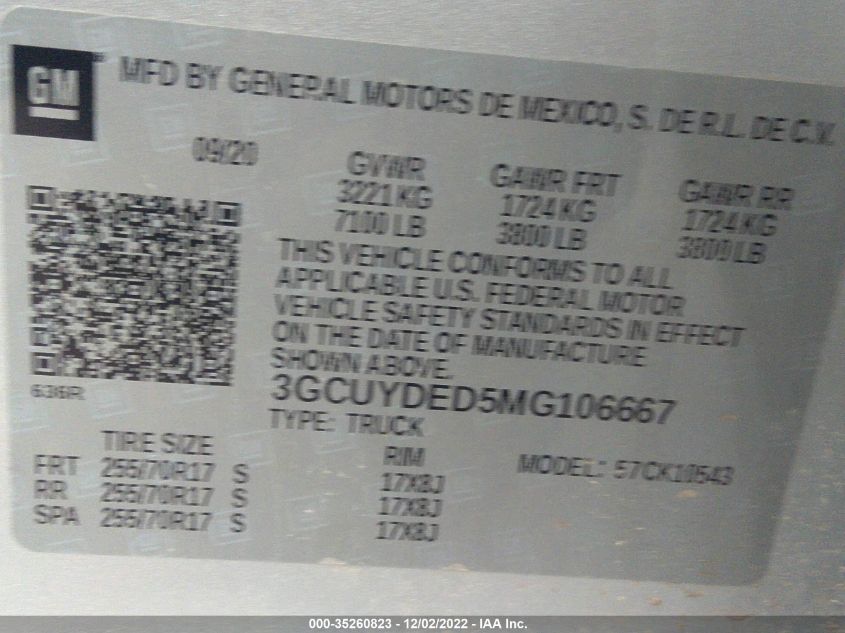 GM
MFD BY GENERAL MOTORS DE MEXICO, S. DE R.L. DE C.V.
09/20
GVWR GAWR FRT GAWR RR
3221 KG 1724 KG 1724 KG
7100 LB 3800 LB 3800 LB
THIS VEHICLE CONFORMS TO ALL
APPLICABLE U.S. FEDERAL MOTOR
VEHICLE SAFETY STANDARDS IN EFFECT
ON THE DATE OF MANUFACTURE
SHOWN ABOVE.
3GCUYDED5MG106667
TYPE: TRUCK
MODEL: 57CK10543
TIRE SIZE RIM
FRT 255/70R17 S 17X8J
RR 255/70R17 S 17X8J
SPA 255/70R17 S 17X8J
000-35260823 - 12/02/2022 - IAA Inc.